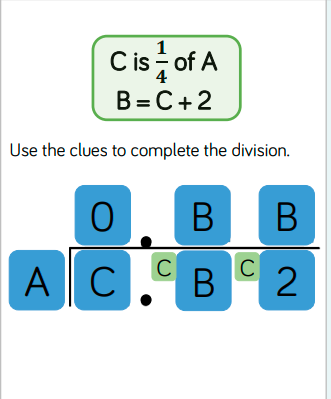 C is 1/4 of A
B = C + 2
Use the clues to complete the division.
0 . B B
A C . C B C 2